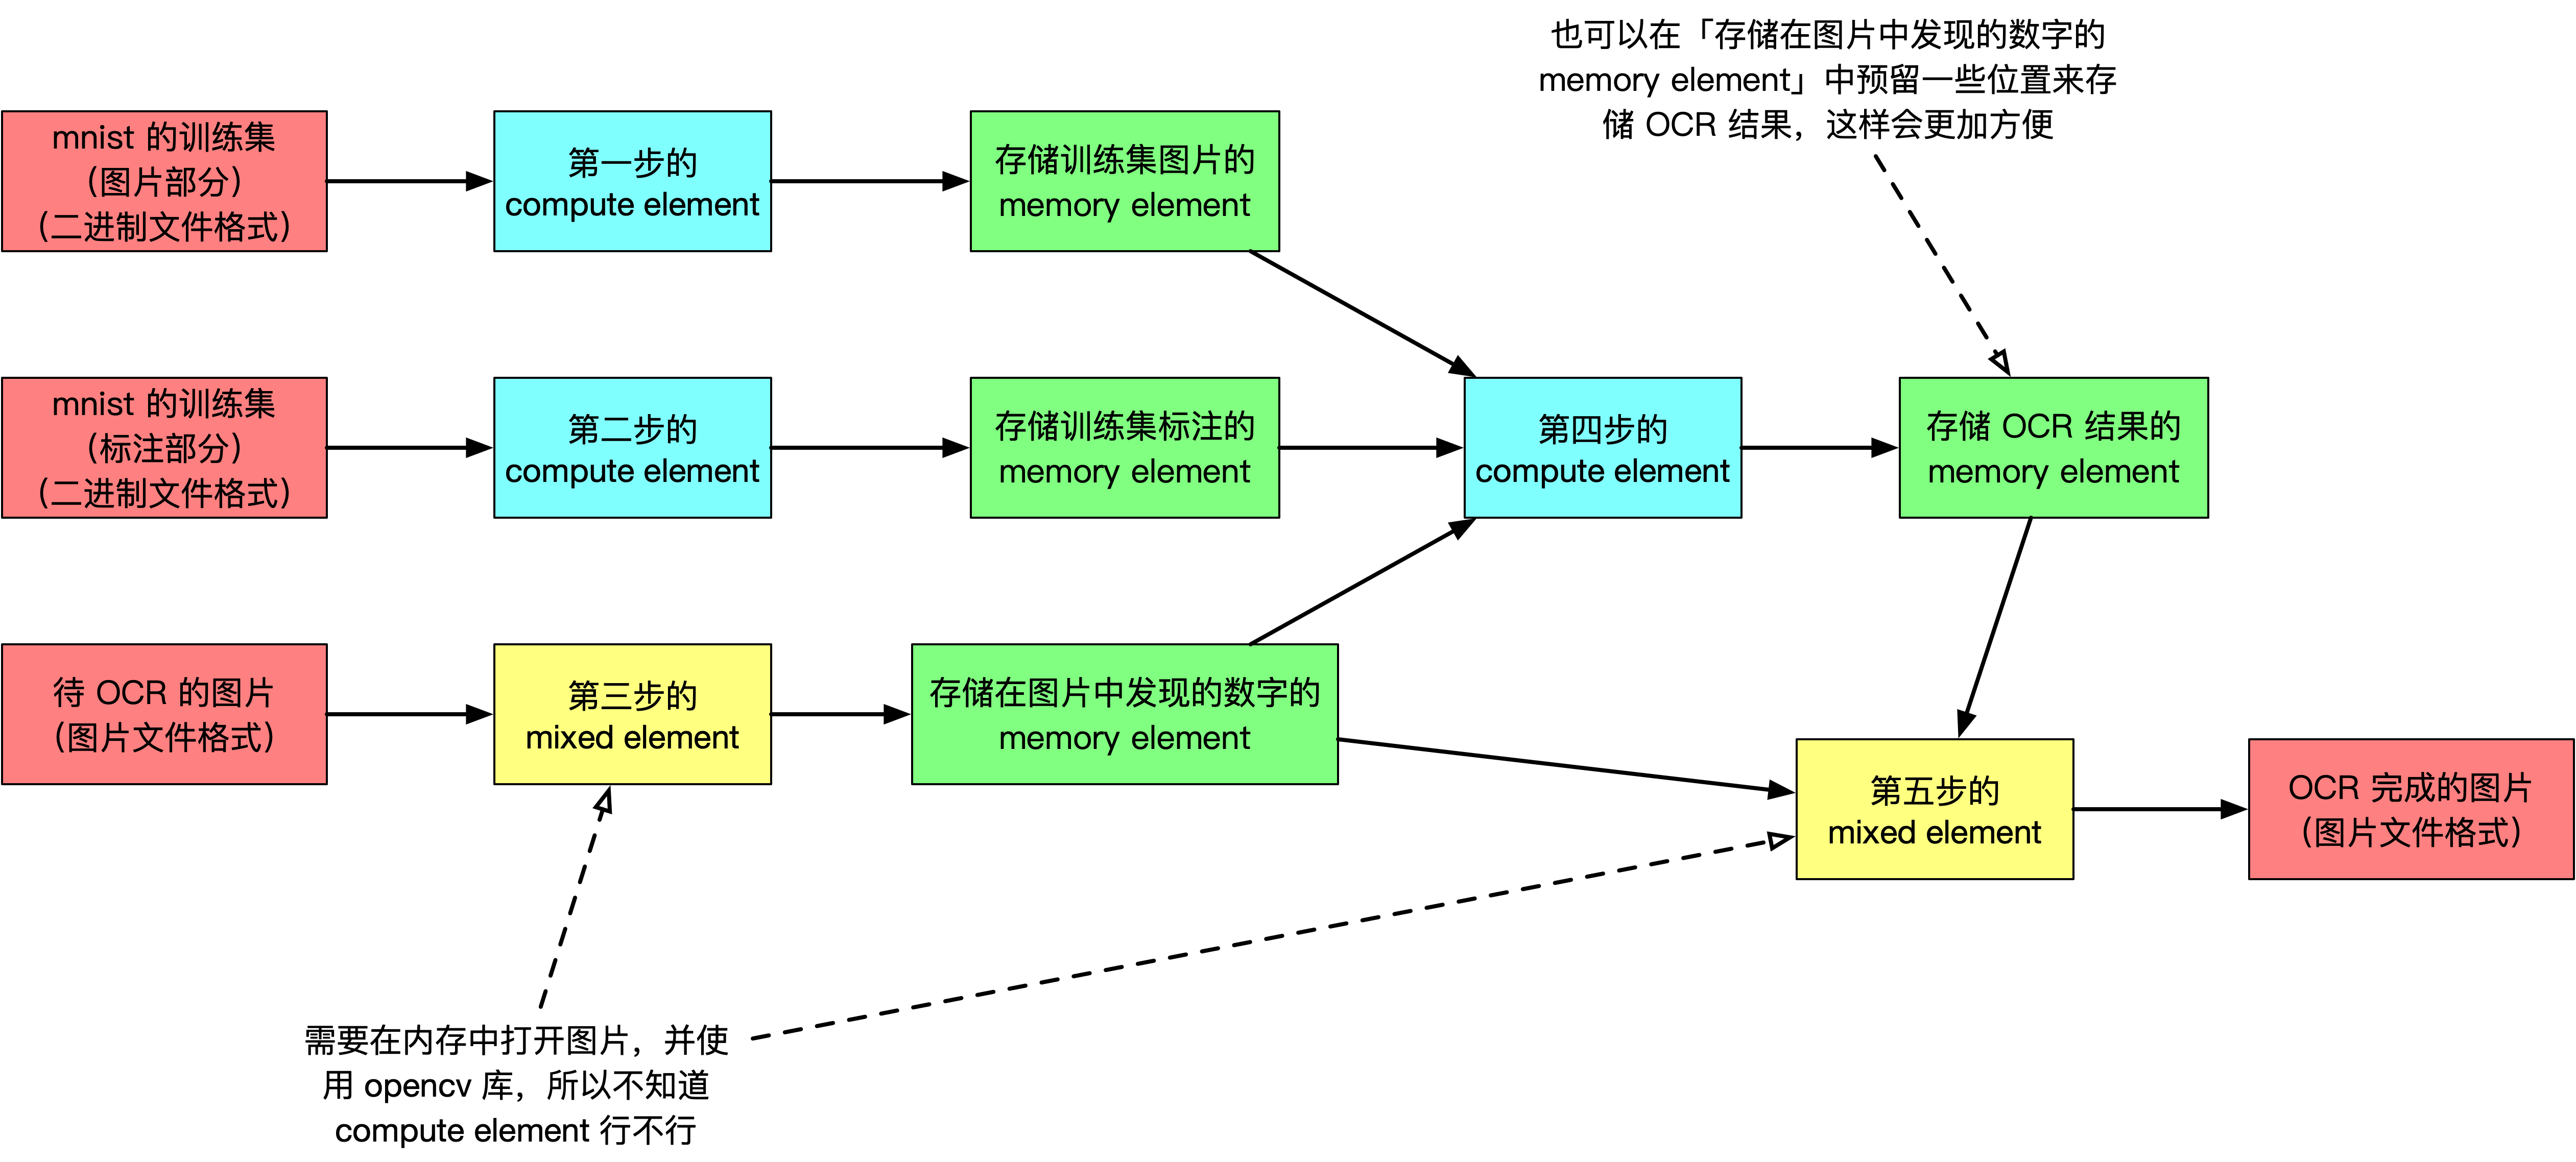 也可以在「存储在图片中发现的数字的
memory element」中预留一些位置来存
储 OCR 结果，这样会更加方便
mnist 的训练集
（图片部分）
（二进制文件格式）
第一步的
compute element
存储训练集图片的
memory element
mnist 的训练集
（标注部分）
（二进制文件格式）
第二步的
compute element
存储训练集标注的
memory element
第四步的
compute element
存储 OCR 结果的
memory element
待 OCR 的图片
（图片文件格式）
第三步的
mixed element
存储在图片中发现的数字的
memory element
第五步的
mixed element
OCR 完成的图片
（图片文件格式）
需要在内存中打开图片，并使
用 opencv 库，所以不知道
compute element 行不行